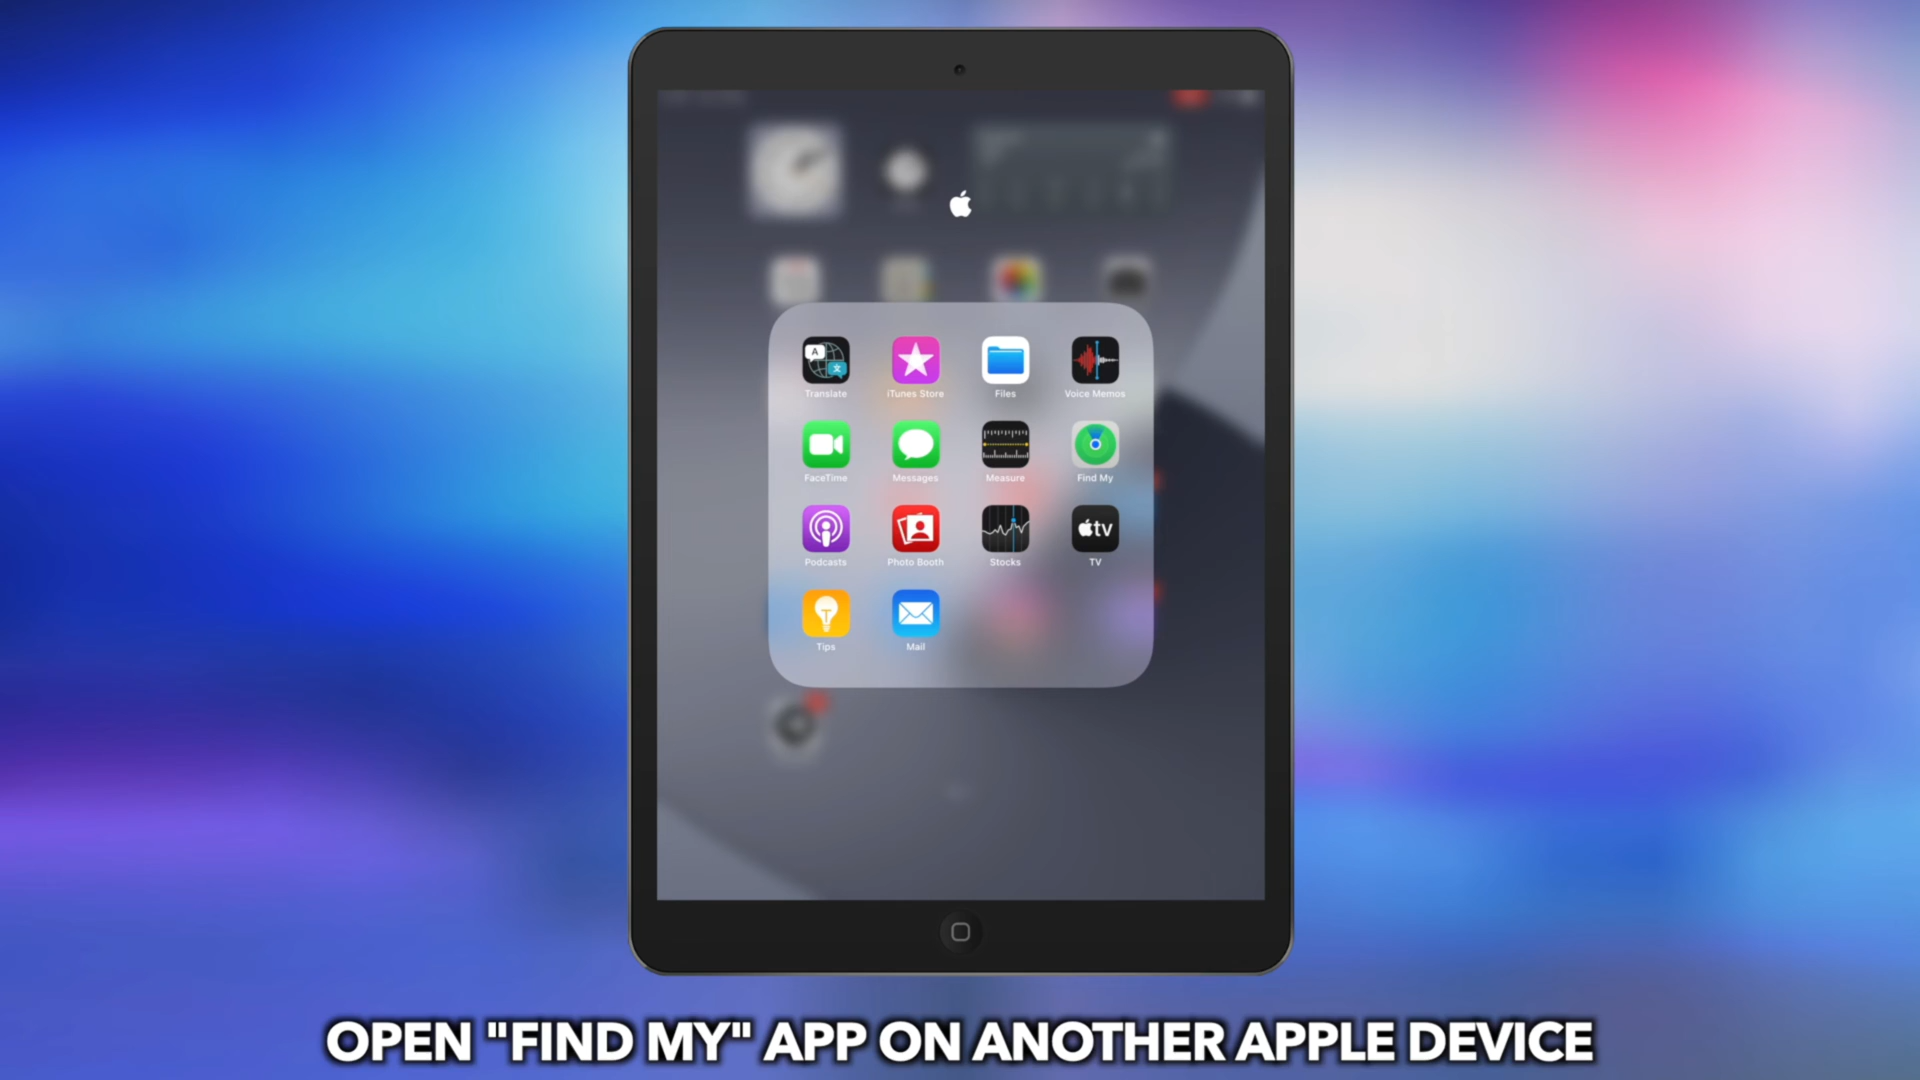 Translate
iTunes Store
Files
Voice Memos
FaceTime
Messages
Measure
Find My
Podcasts
Photo Booth
Stocks
tv
TV
Tips
Mail
OPEN "FIND MY" APP ON ANOTHER APPLE DEVICE